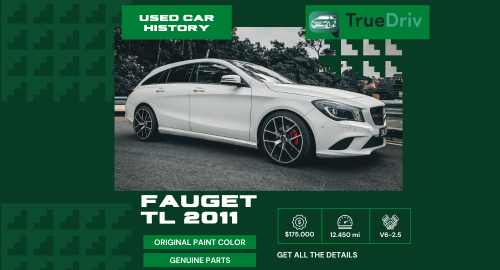 USED CAR
HISTORY
TrueDriv
FAUGET
TL 2011
ORIGINAL PAINT COLOR
GENUINE PARTS
$175.000
12.450 mi
V6-2.5
GET ALL THE DETAILS